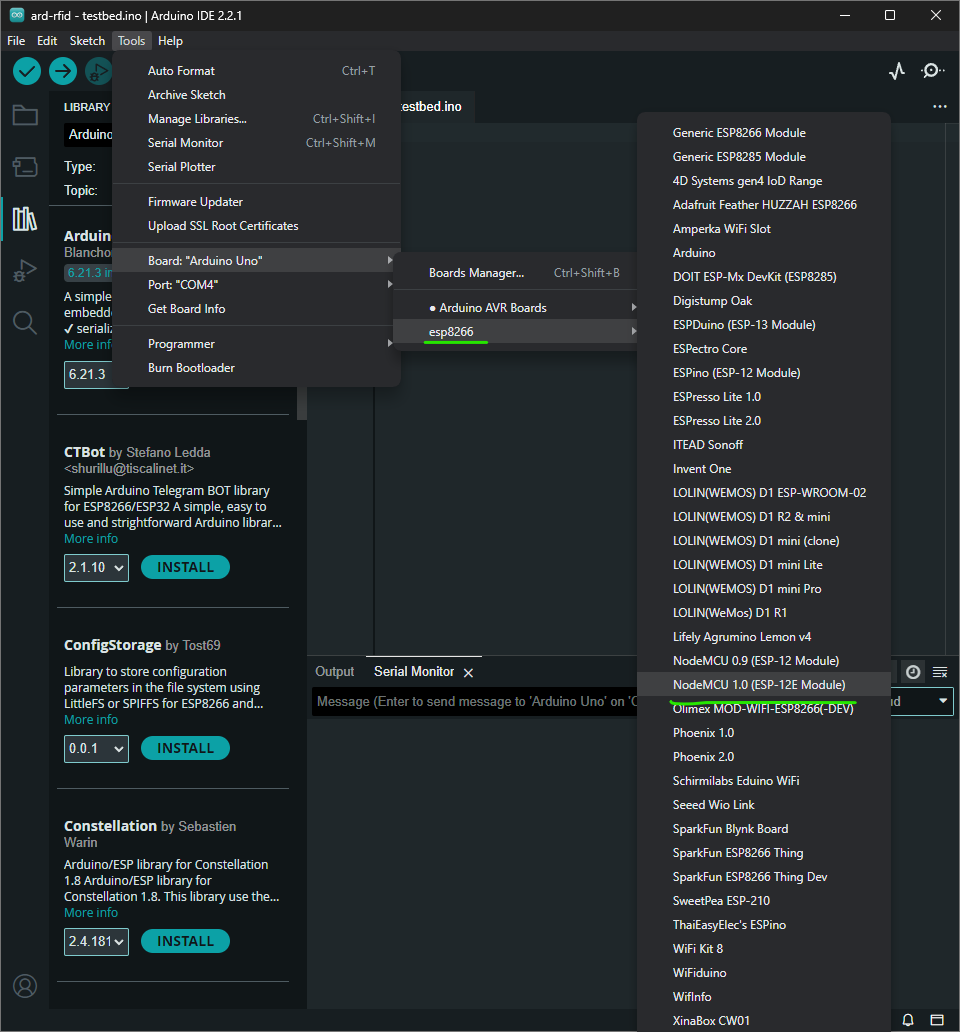 ard-rfid - testbed.ino | Arduino IDE 2.2.1
File Edit Sketch Tools Help
LIBRARY
Arduino
Type:
Topic:
Blancho
6.21.3 in
A simple
embedde
✓ serializ
More info
6.21.3
CTBot by Stefano Ledda
<shurillu@tiscalinet.it>
Simple Arduino Telegram BOT library
for ESP8266/ESP32 A simple, easy to
use and strightforward Arduino librar...
More info
2.1.10 INSTALL
ConfigStorage by Tost69
Library to store configuration
parameters in the file system using
LittleFS or SPIFFS for ESP8266 and...
More info
0.0.1 INSTALL
Constellation by Sebastien
Warin
Arduino/ESP library for Constellation
1.8 Arduino/ESP library for
Constellation 1.8. This library use the...
More info
2.4.181 INSTALL
Auto Format Ctrl+T
Archive Sketch
Manage Libraries... Ctrl+Shift+I
Serial Monitor Ctrl+Shift+M
Serial Plotter
Firmware Updater
Upload SSL Root Certificates
Board: "Arduino Uno"
Port: "COM4"
Get Board Info
Programmer
Burn Bootloader
testbed.ino
Boards Manager... Ctrl+Shift+B
● Arduino AVR Boards
esp8266
Generic ESP8266 Module
Generic ESP8285 Module
4D Systems gen4 IoD Range
Adafruit Feather HUZZAH ESP8266
Amperka WiFi Slot
Arduino
DOIT ESP-Mx DevKit (ESP8285)
Digistump Oak
ESPDuino (ESP-13 Module)
ESPectro Core
ESPino (ESP-12 Module)
ESPresso Lite 1.0
ESPresso Lite 2.0
ITEAD Sonoff
Invent One
LOLIN(WEMOS) D1 ESP-WROOM-02
LOLIN(WEMOS) D1 R2 & mini
LOLIN(WEMOS) D1 mini (clone)
LOLIN(WEMOS) D1 mini Lite
LOLIN(WEMOS) D1 mini Pro
LOLIN(WeMos) D1 R1
Lifely Agrumino Lemon v4
NodeMCU 0.9 (ESP-12 Module)
NodeMCU 1.0 (ESP-12E Module)
Olimex MOD-WIFI-ESP8266(-DEV)
Phoenix 1.0
Phoenix 2.0
Schirmilabs Eduino WiFi
Seeed Wio Link
SparkFun Blynk Board
SparkFun ESP8266 Thing
SparkFun ESP8266 Thing Dev
SweetPea ESP-210
ThaiEasyElec's ESPino
WiFi Kit 8
WiFiduino
WifInfo
XinaBox CW01
Output Serial Monitor
Message (Enter to send message to 'Arduino Uno' on 'C